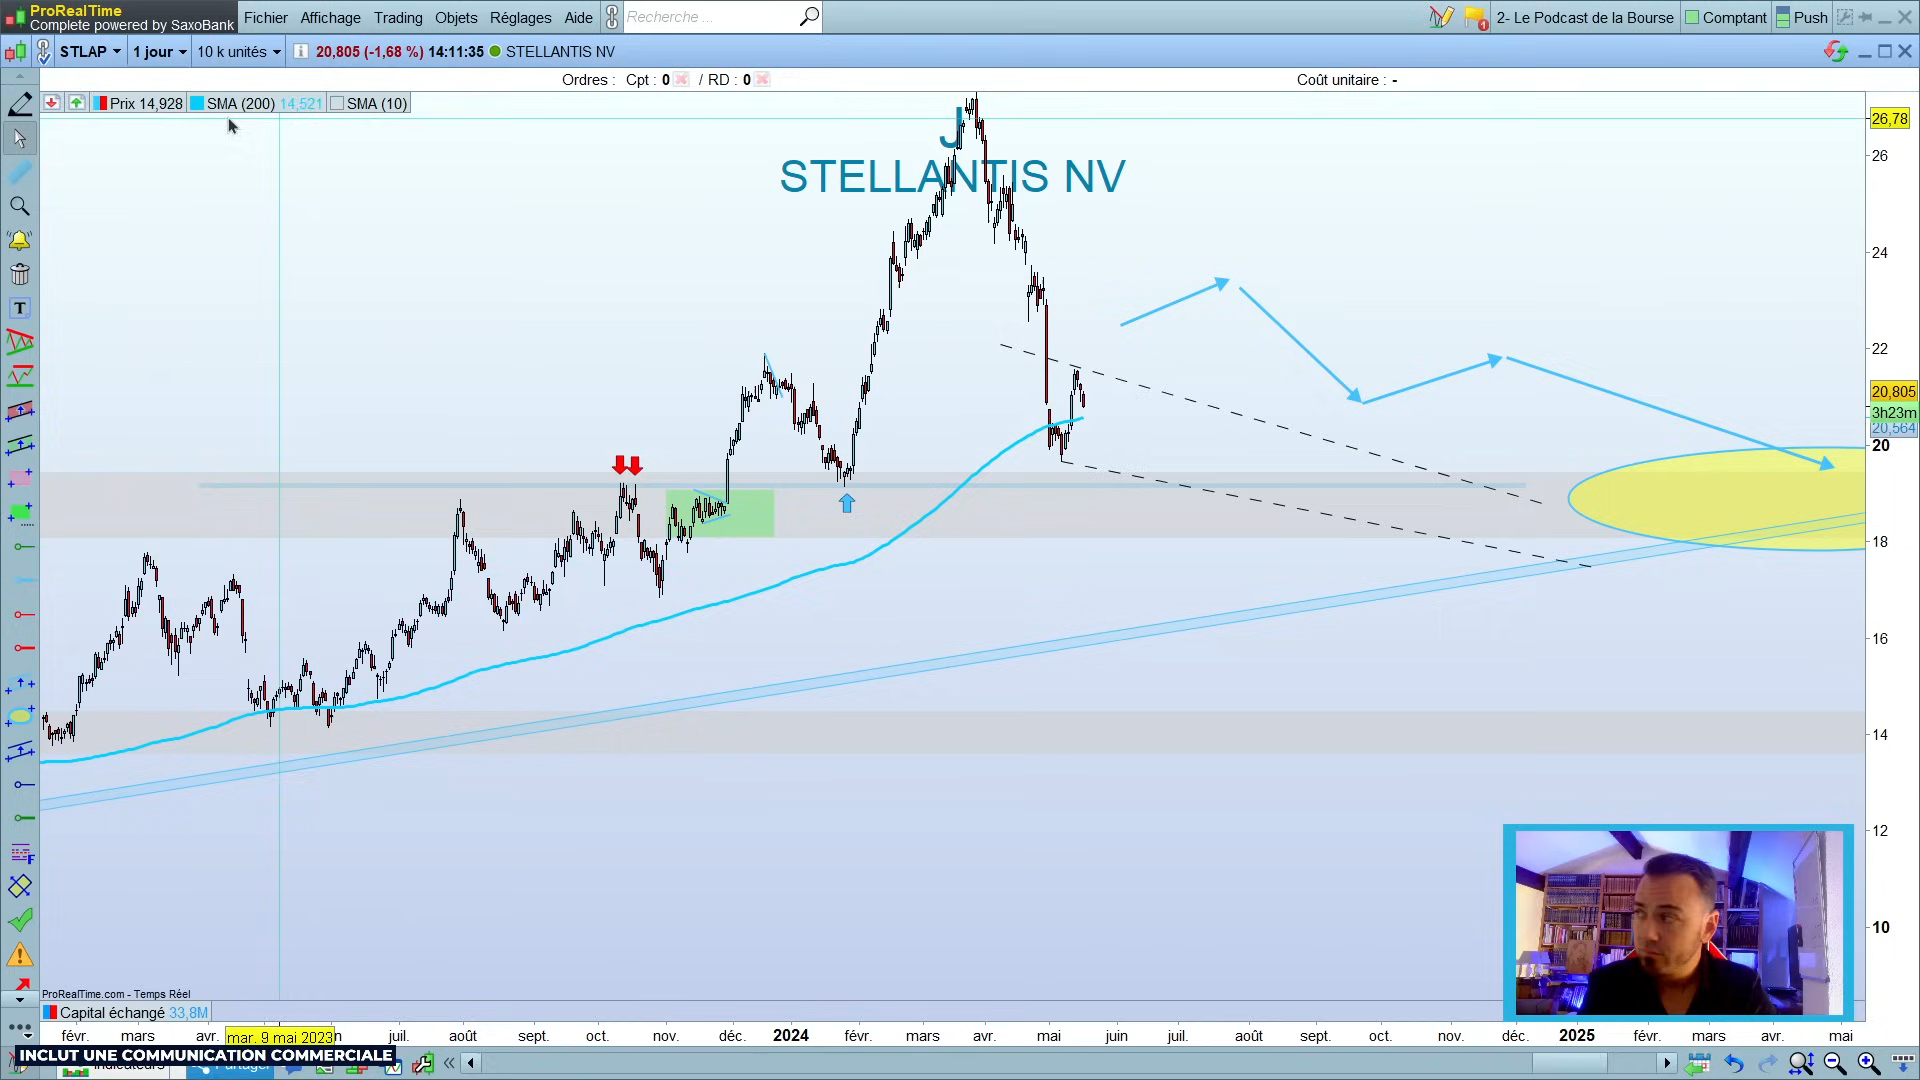 ProRealTime
Complete powered by SaxoBank
Fichier Affichage Trading Objets Réglages Aide
Recherche ...
2- Le Podcast de la Bourse
Comptant
Push
STLAP 1 jour 10 k unités 20,805 (-1,68 %) 14:11:35 STELLANTIS NV
Ordres : Cpt : 0 / RD : 0
Coût unitaire : -
Prix 14,928 SMA (200) 14,521 SMA (10)
J
STELLANTIS NV
26,78
26
24
22
20,805
3h23m
20,564
20
18
16
14
12
10
ProRealTime.com - Temps Réel
Capital échangé 33,8M
févr. mars avr. mar. 9 mai 2023 juil. août sept. oct. nov. déc. 2024 févr. mars avr. mai juin juil. août sept. oct. nov. déc. 2025 févr. mars avr. mai
INCLUT UNE COMMUNICATION COMMERCIALE